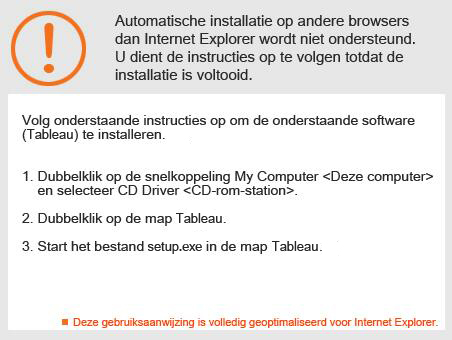 Automatische installatie op andere browsers
dan Internet Explorer wordt niet ondersteund.
U dient de instructies op te volgen totdat de
installatie is voltooid.
Volg onderstaande instructies op om de onderstaande software
(Tableau) te installeren.
1. Dubbelklik op de snelkoppeling My Computer <Deze computer>
en selecteer CD Driver <CD-rom-station>.
2. Dubbelklik op de map Tableau.
3. Start het bestand setup.exe in de map Tableau.
Deze gebruiksaanwijzing is volledig geoptimaliseerd voor Internet Explorer.